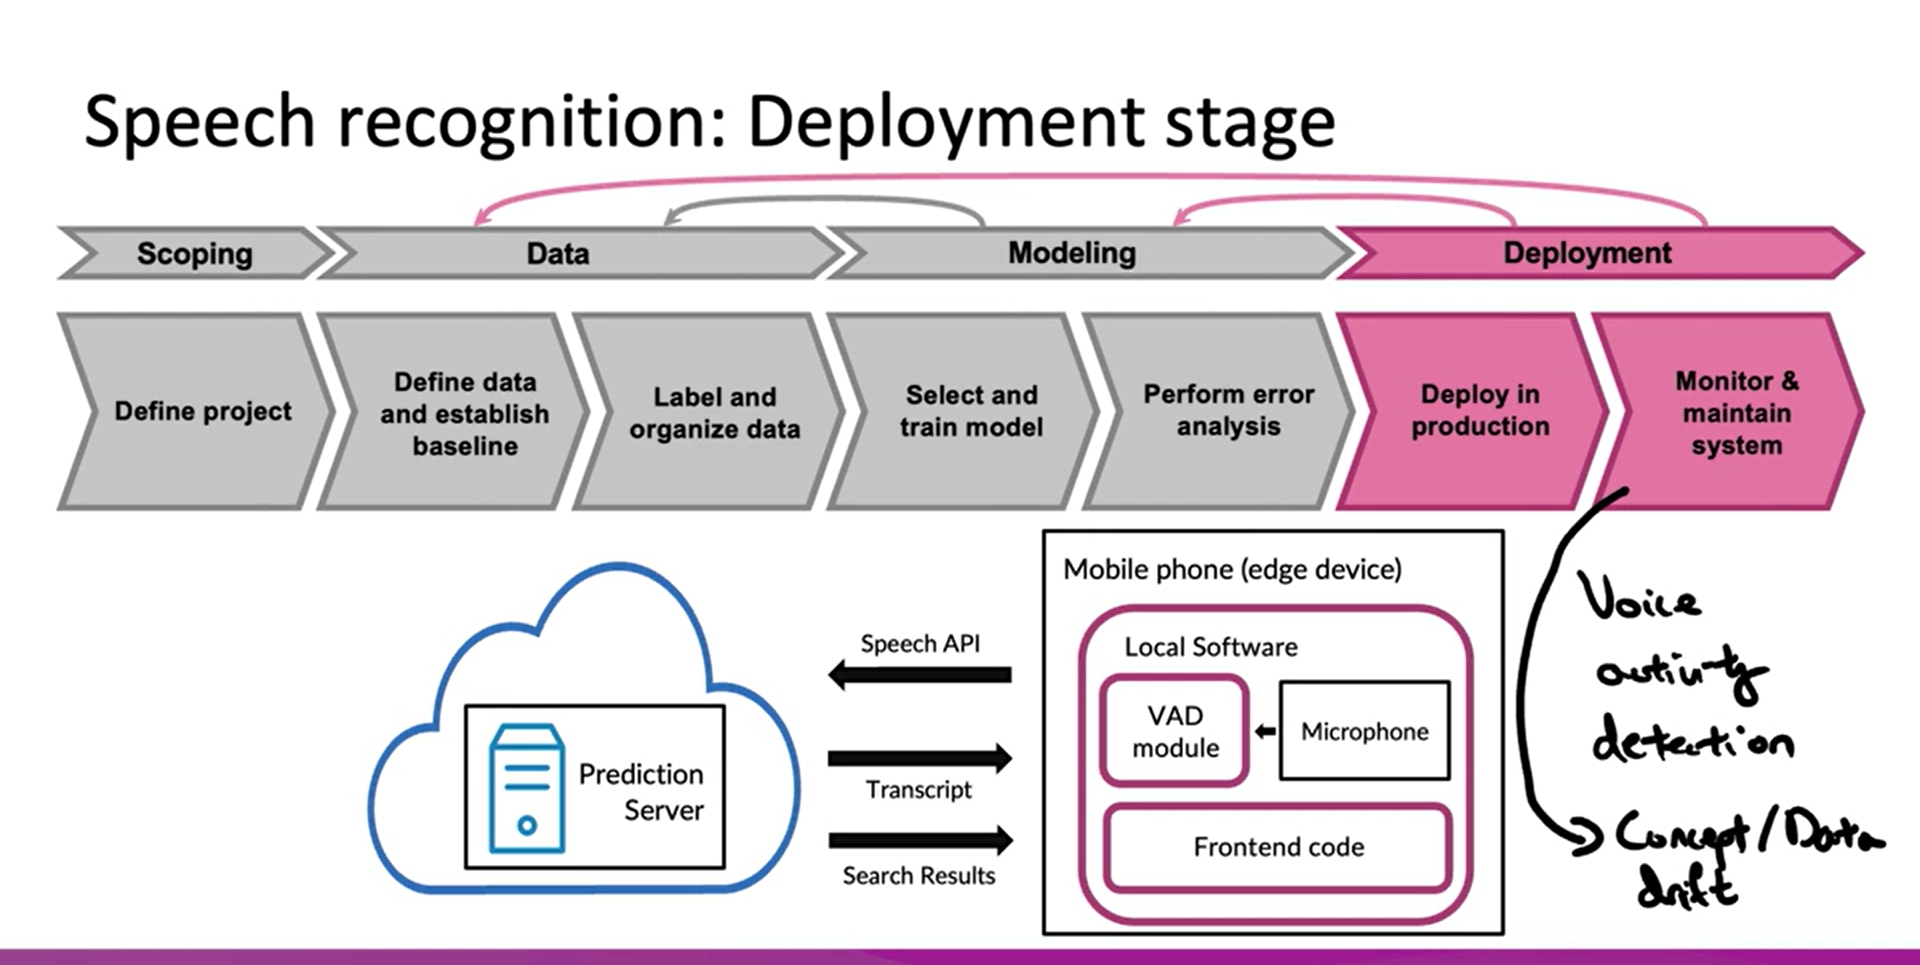 Speech recognition: Deployment stage
Scoping
Data
Modeling
Deployment
Define project
Define data
and establish
baseline
Label and
organize data
Select and
train model
Perform error
analysis
Deploy in
production
Monitor &
maintain
system
Prediction
Server
Speech API
Transcript
Search Results
Mobile phone (edge device)
Local Software
VAD
module
Microphone
Frontend code
Voice
activity
detection
Concept/Data
drift